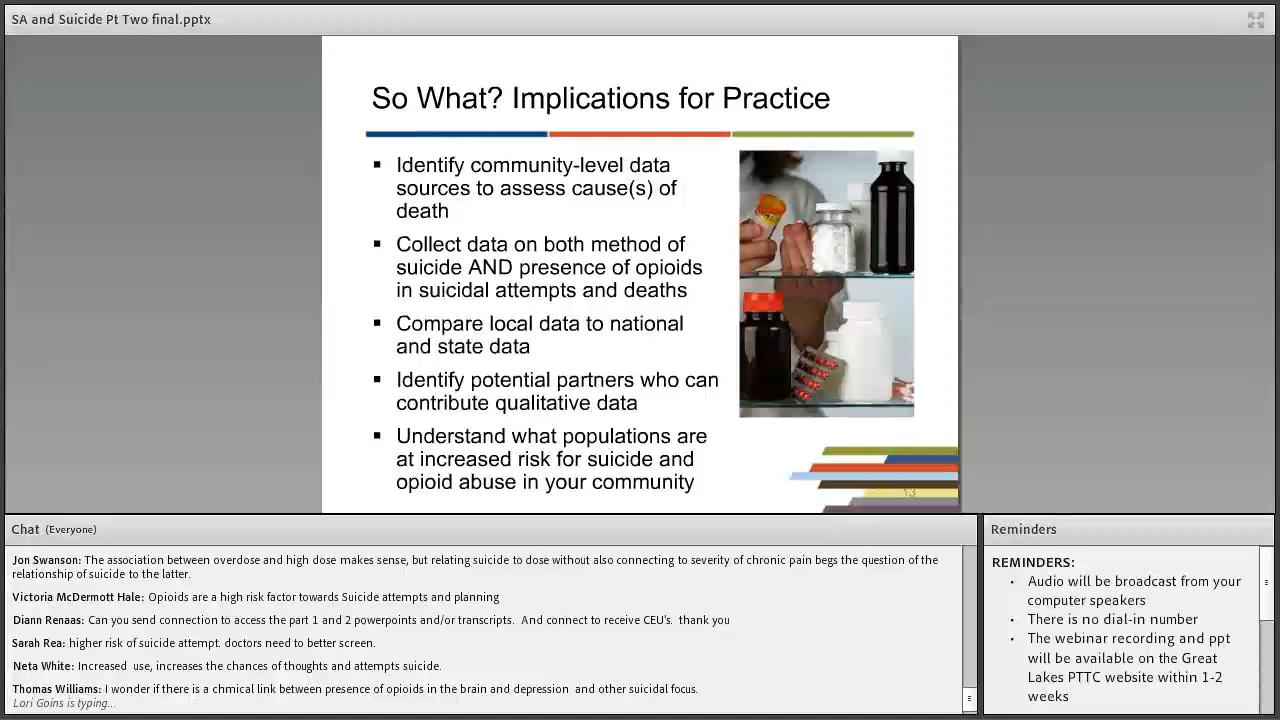 SA and Suicide Pt Two final.pptx
So What? Implications for Practice
Identify community-level data
sources to assess cause(s) of
death
Collect data on both method of
suicide AND presence of opioids
in suicidal attempts and deaths
Compare local data to national
and state data
Identify potential partners who can
contribute qualitative data
Understand what populations are
at increased risk for suicide and
opioid abuse in your community
13
Chat (Everyone)
Jon Swanson: The association between overdose and high dose makes sense, but relating suicide to dose without also connecting to severity of chronic pain begs the question of the
relationship of suicide to the latter.
Victoria McDermott Hale: Opioids are a high risk factor towards Suicide attempts and planning
Diann Renaas: Can you send connection to access the part 1 and 2 powerpoints and/or transcripts. And connect to receive CEU's. thank you
Sarah Rea: higher risk of suicide attempt. doctors need to better screen.
Neta White: Increased use, increases the chances of thoughts and attempts suicide.
Thomas Williams: I wonder if there is a chmical link between presence of opioids in the brain and depression and other suicidal focus.
Lori Goins is typing...
Reminders
REMINDERS:
Audio will be broadcast from your
computer speakers
There is no dial-in number
The webinar recording and ppt
will be available on the Great
Lakes PTTC website within 1-2
weeks